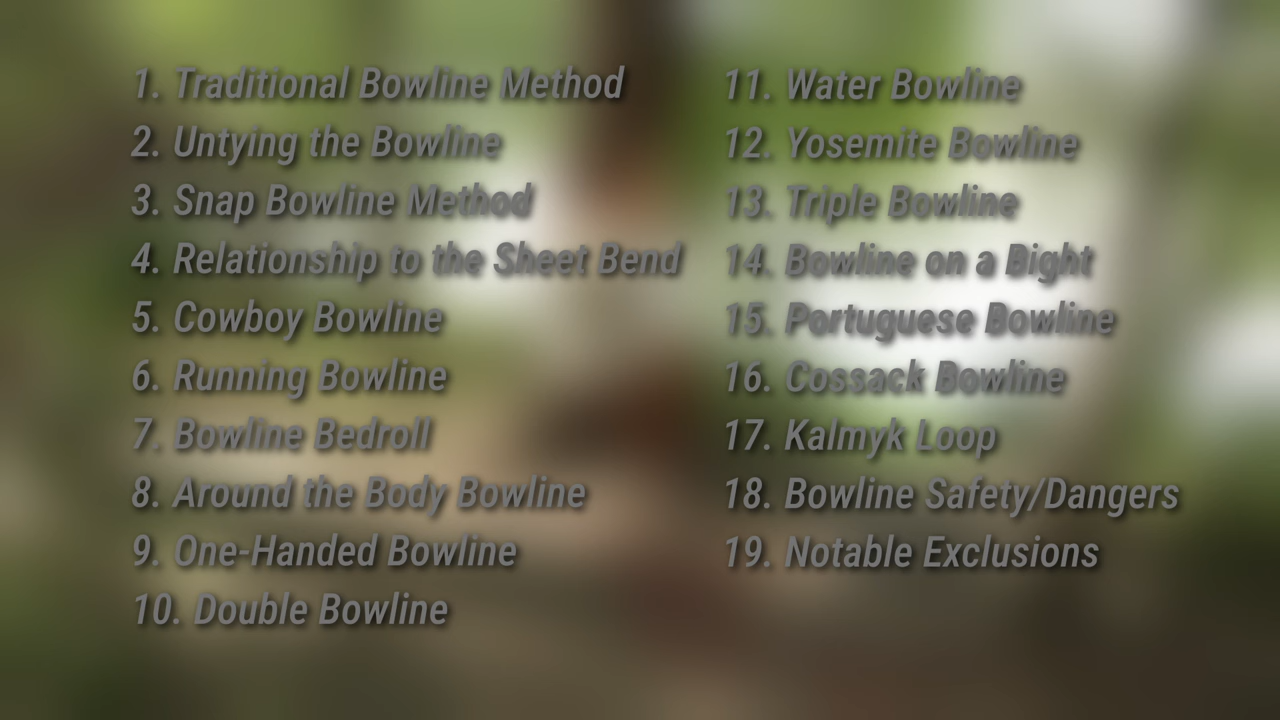 1. Traditional Bowline Method
2. Untying the Bowline
3. Snap Bowline Method
4. Relationship to the Sheet Bend
5. Cowboy Bowline
6. Running Bowline
7. Bowline Bedroll
8. Around the Body Bowline
9. One-Handed Bowline
10. Double Bowline
11. Water Bowline
12. Yosemite Bowline
13. Triple Bowline
14. Bowline on a Bight
15. Portuguese Bowline
16. Cossack Bowline
17. Kalmyk Loop
18. Bowline Safety/Dangers
19. Notable Exclusions